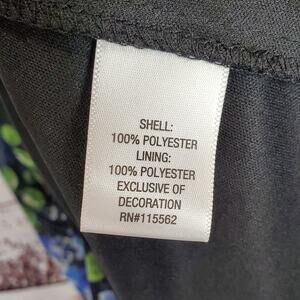 SHELL:
100% POLYESTER
LINING:
100% POLYESTER
EXCLUSIVE OF
DECORATION
RN#115562